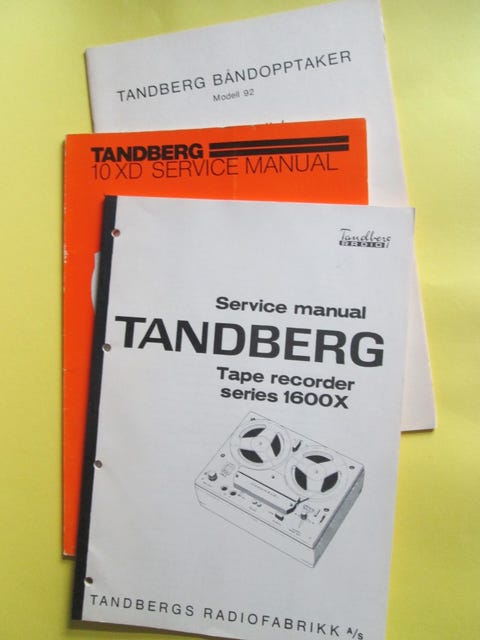 TANDBERG BÅNDOPPTAKER
Modell 92
TANDBERG
10 XD SERVICE MANUAL
Tandberg
RADIO
Service manual
TANDBERG
Tape recorder
series 1600X
TANDBERGS RADIOFABRIKK A/S